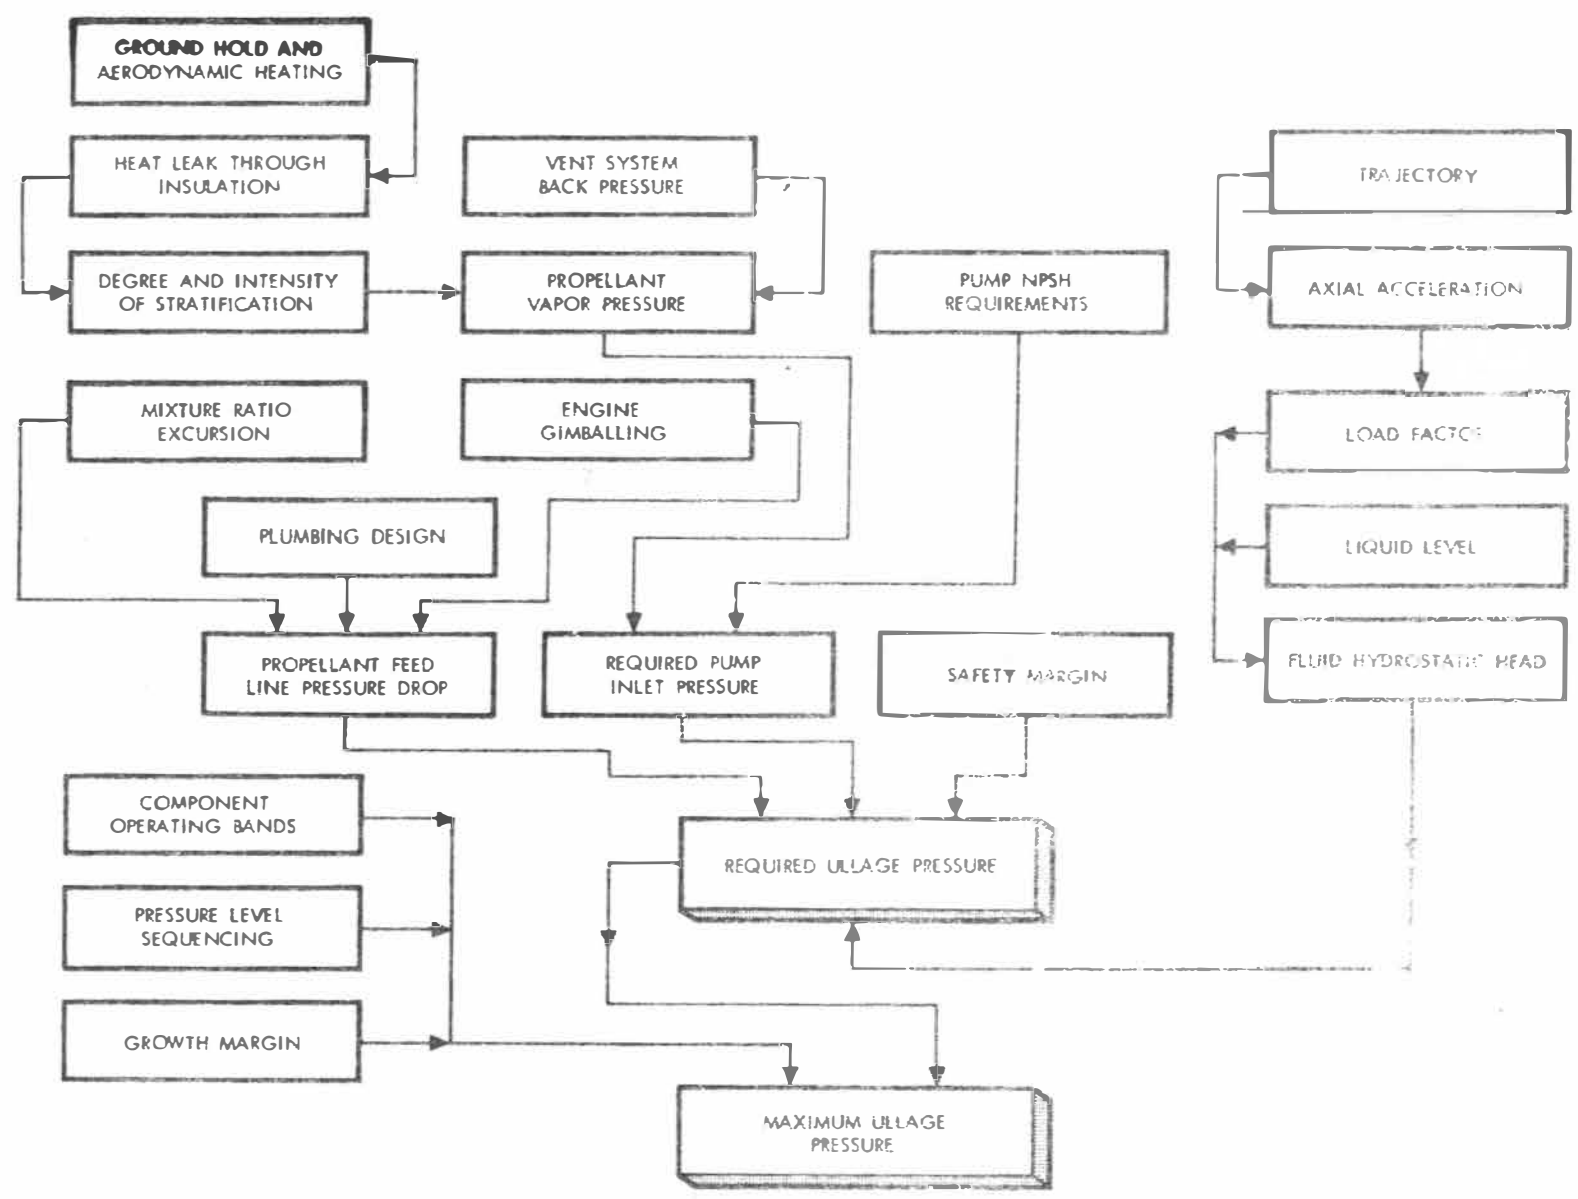 GROUND HOLD AND
AERODYNAMIC HEATING
HEAT LEAK THROUGH
INSULATION
VENT SYSTEM
BACK PRESSURE
TRAJECTORY
DEGREE AND INTENSITY
OF STRATIFICATION
PROPELLANT
VAPOR PRESSURE
PUMP NPSH
REQUIREMENTS
AXIAL ACCELERATION
MIXTURE RATIO
EXCURSION
ENGINE
GIMBALLING
LOAD FACTOR
PLUMBING DESIGN
LIQUID LEVEL
PROPELLANT FEED
LINE PRESSURE DROP
REQUIRED PUMP
INLET PRESSURE
SAFETY MARGIN
FLUID HYDROSTATIC HEAD
COMPONENT
OPERATING BANDS
REQUIRED ULLAGE PRESSURE
PRESSURE LEVEL
SEQUENCING
GROWTH MARGIN
MAXIMUM ULLAGE
PRESSURE